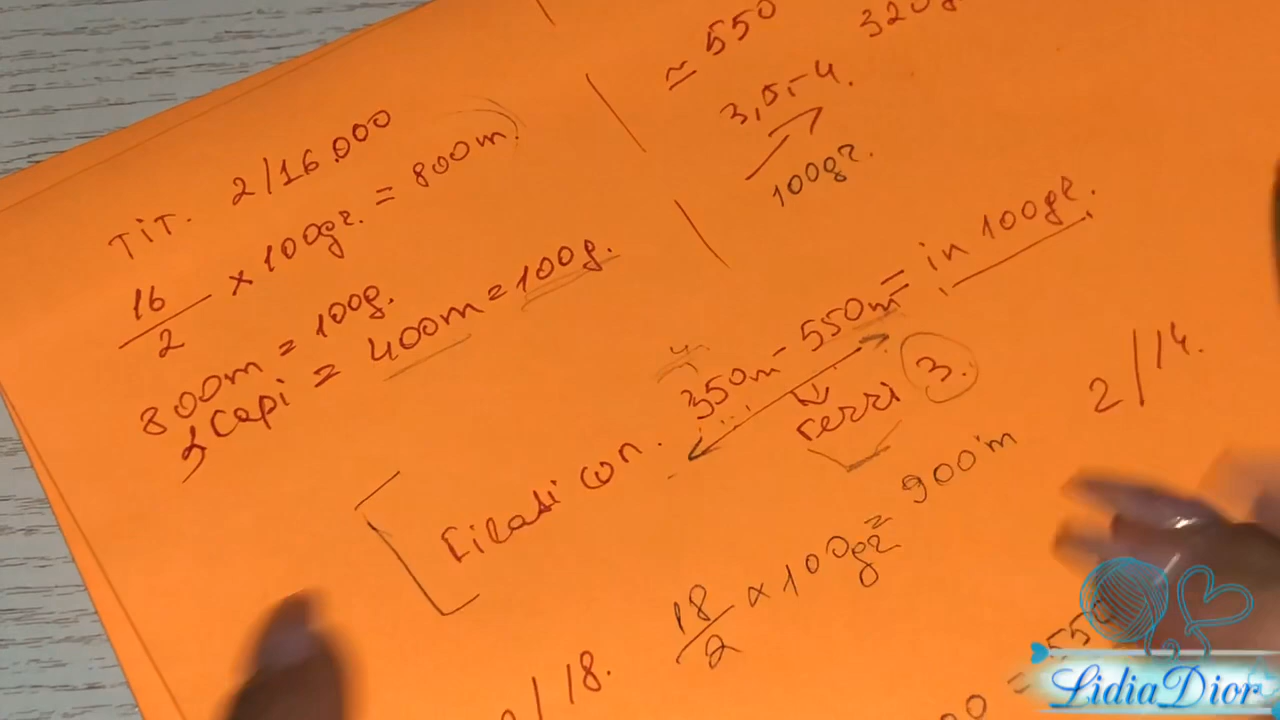 Tit. 2/16.000
16/2 x 100gr. = 800m.
800m = 100g.
2 capi = 400m = 100g.
≃ 550
3,5 - 4.
100gr.
Filati con. 350m - 550m = in 100gr.
ferri 3.
2/14.
18/2 x 100gr = 900m
/18.
550
LidiaDior